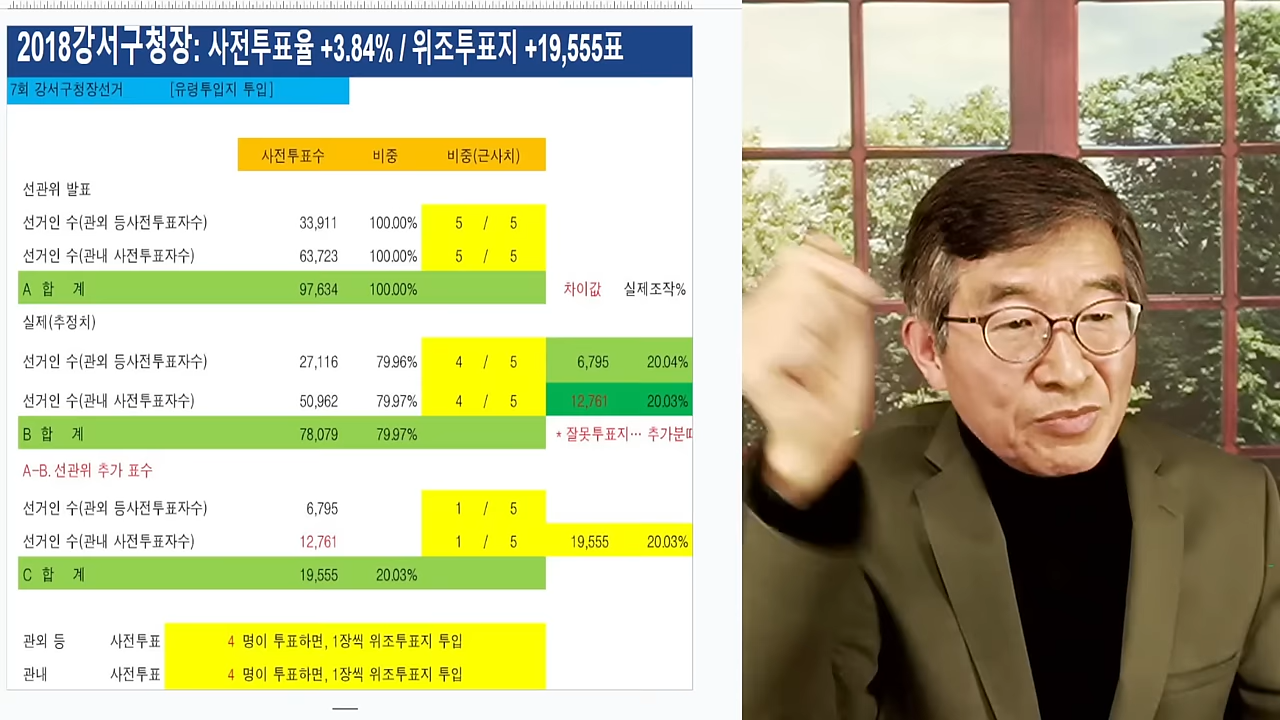 2018강서구청장: 사전투표율 +3.84% / 위조투표지 +19,555표
7회 강서구청장선거 [유령투입지 투입]
사전투표수 비중 비중(근사치)
선관위 발표
선거인 수(관외 등사전투표자수) 33,911 100.00% 5 / 5
선거인 수(관내 사전투표자수) 63,723 100.00% 5 / 5
A 합 계 97,634 100.00% 차이값 실제조작%
실제(추정치)
선거인 수(관외 등사전투표자수) 27,116 79.96% 4 / 5 6,795 20.04%
선거인 수(관내 사전투표자수) 50,962 79.97% 4 / 5 12,761 20.03%
B 합 계 78,079 79.97% * 잘못투표지… 추가분
A-B. 선관위 추가 표수
선거인 수(관외 등사전투표자수) 6,795 1 / 5
선거인 수(관내 사전투표자수) 12,761 1 / 5 19,555 20.03%
C 합 계 19,555 20.03%
관외 등 사전투표 4 명이 투표하면, 1장씩 위조투표지 투입
관내 사전투표 4 명이 투표하면, 1장씩 위조투표지 투입